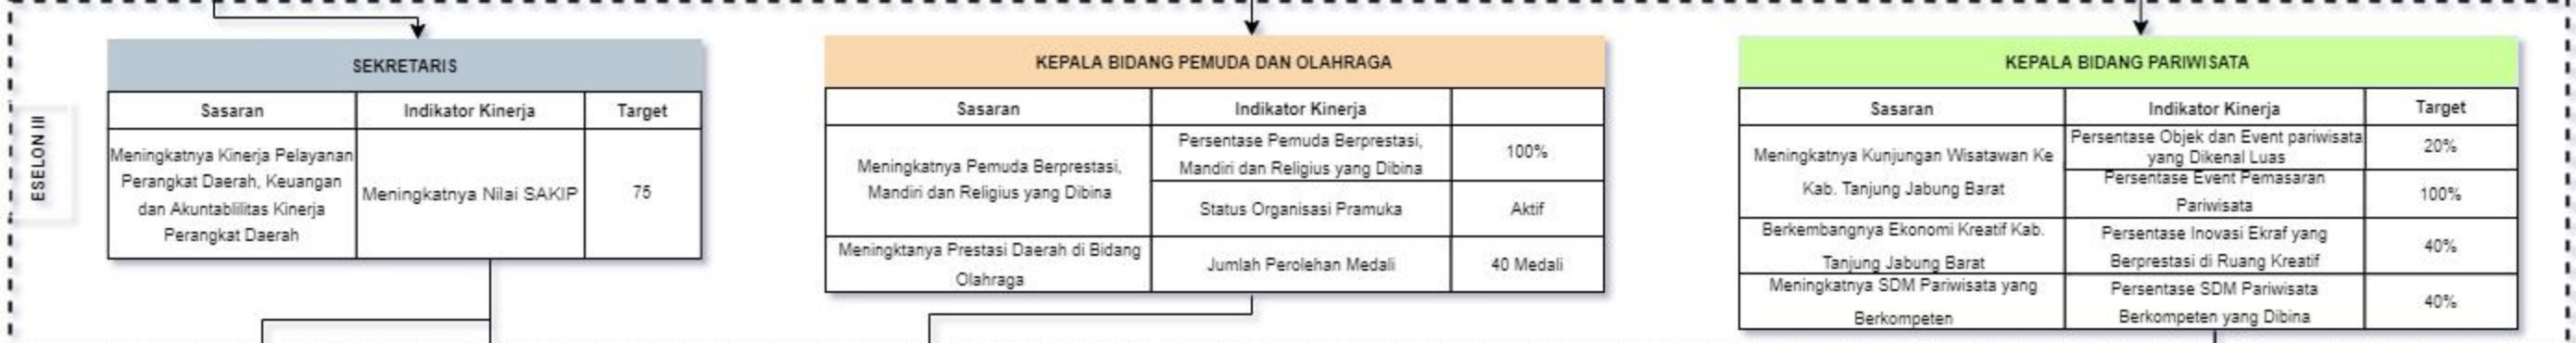 ESELON III
SEKRETARIS
Sasaran
Indikator Kinerja
Target
Meningkatnya Kinerja Pelayanan
Perangkat Daerah, Keuangan
dan Akuntablilitas Kinerja
Perangkat Daerah
Meningkatnya Nilai SAKIP
75
KEPALA BIDANG PEMUDA DAN OLAHRAGA
Sasaran
Indikator Kinerja
Meningkatnya Pemuda Berprestasi,
Mandiri dan Religius yang Dibina
Persentase Pemuda Berprestasi,
Mandiri dan Religius yang Dibina
100%
Status Organisasi Pramuka
Aktif
Meningktanya Prestasi Daerah di Bidang
Olahraga
Jumlah Perolehan Medali
40 Medali
KEPALA BIDANG PARIWISATA
Sasaran
Indikator Kinerja
Target
Meningkatnya Kunjungan Wisatawan Ke
Kab. Tanjung Jabung Barat
Persentase Objek dan Event pariwisata
yang Dikenal Luas
20%
Persentase Event Pemasaran
Pariwisata
100%
Berkembangnya Ekonomi Kreatif Kab.
Tanjung Jabung Barat
Persentase Inovasi Ekraf yang
Berprestasi di Ruang Kreatif
40%
Meningkatnya SDM Pariwisata yang
Berkompeten
Persentase SDM Pariwisata
Berkompeten yang Dibina
40%